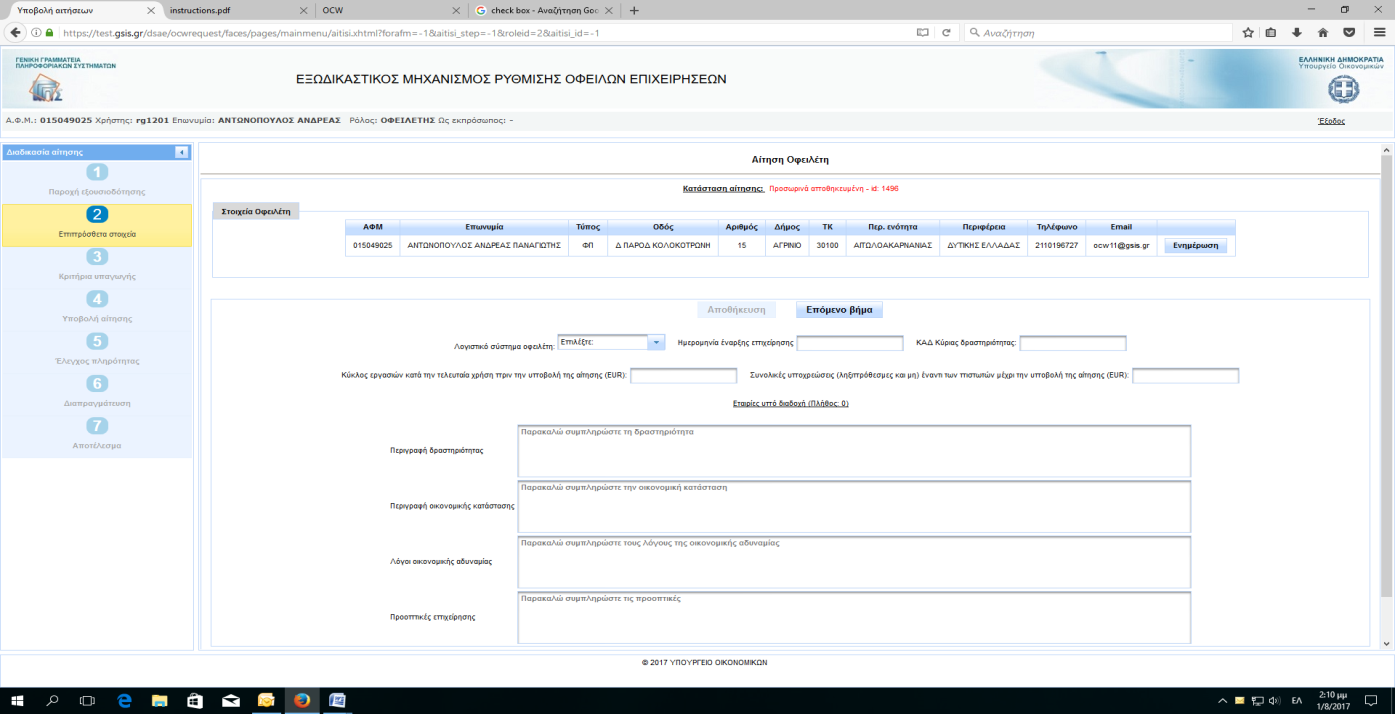 Υποβολή αιτήσεων
instructions.pdf
OCW
check box - Αναζήτηση Goo
https://test.gsis.gr/dsae/ocwrequest/faces/pages/mainmenu/aitisi.xhtml?forafm=-1&aitisi_step=-1&roleid=2&aitisi_id=-1
Αναζήτηση
ΓΕΝΙΚΗ ΓΡΑΜΜΑΤΕΙΑ
ΠΛΗΡΟΦΟΡΙΑΚΩΝ ΣΥΣΤΗΜΑΤΩΝ
ΕΞΩΔΙΚΑΣΤΙΚΟΣ ΜΗΧΑΝΙΣΜΟΣ ΡΥΘΜΙΣΗΣ ΟΦΕΙΛΩΝ ΕΠΙΧΕΙΡΗΣΕΩΝ
ΕΛΛΗΝΙΚΗ ΔΗΜΟΚΡΑΤΙΑ
Υπουργείο Οικονομικών
Α.Φ.Μ.: 015049025 Χρήστης: rg1201 Επωνυμία: ΑΝΤΩΝΟΠΟΥΛΟΣ ΑΝΔΡΕΑΣ Ρόλος: ΟΦΕΙΛΕΤΗΣ Ως εκπρόσωπος: -
Έξοδος
Διαδικασία αίτησης
1
Παροχή εξουσιοδότησης
2
Επιπρόσθετα στοιχεία
3
Κριτήρια υπαγωγής
4
Υποβολή αίτησης
5
Έλεγχος πληρότητας
6
Διαπραγμάτευση
7
Αποτέλεσμα
Αίτηση Οφειλέτη
Κατάσταση αίτησης: Προσωρινά αποθηκευμένη - id: 1496
Στοιχεία Οφειλέτη
ΑΦΜ Επωνυμία Τύπος Οδός Αριθμός Δήμος ΤΚ Περ. ενότητα Περιφέρεια Τηλέφωνο Email
015049025 ΑΝΤΩΝΟΠΟΥΛΟΣ ΑΝΔΡΕΑΣ ΠΑΝΑΓΙΩΤΗΣ ΦΠ Δ ΠΑΡΟΔ ΚΟΛΟΚΟΤΡΩΝΗ 15 ΑΓΡΙΝΙΟ 30100 ΑΙΤΩΛΟΑΚΑΡΝΑΝΙΑΣ ΔΥΤΙΚΗΣ ΕΛΛΑΔΑΣ 2110196727 ocw11@gsis.gr Ενημέρωση
Αποθήκευση Επόμενο βήμα
Λογιστικό σύστημα οφειλέτη: Επιλέξτε: Ημερομηνία έναρξης επιχείρησης ΚΑΔ Κύριας δραστηριότητας:
Κύκλος εργασιών κατά την τελευταία χρήση πριν την υποβολή της αίτησης (EUR): Συνολικές υποχρεώσεις (ληξιπρόθεσμες και μη) έναντι των πιστωτών μέχρι την υποβολή της αίτησης (EUR):
Εταιρίες υπό διαδοχή (Πλήθος: 0)
Περιγραφή δραστηριότητας
Παρακαλώ συμπληρώστε τη δραστηριότητα
Περιγραφή οικονομικής κατάστασης
Παρακαλώ συμπληρώστε την οικονομική κατάσταση
Λόγοι οικονομικής αδυναμίας
Παρακαλώ συμπληρώστε τους λόγους της οικονομικής αδυναμίας
Προοπτικές επιχείρησης
Παρακαλώ συμπληρώστε τις προοπτικές
© 2017 ΥΠΟΥΡΓΕΙΟ ΟΙΚΟΝΟΜΙΚΩΝ
ΕΛ
2:10 μμ
1/8/2017